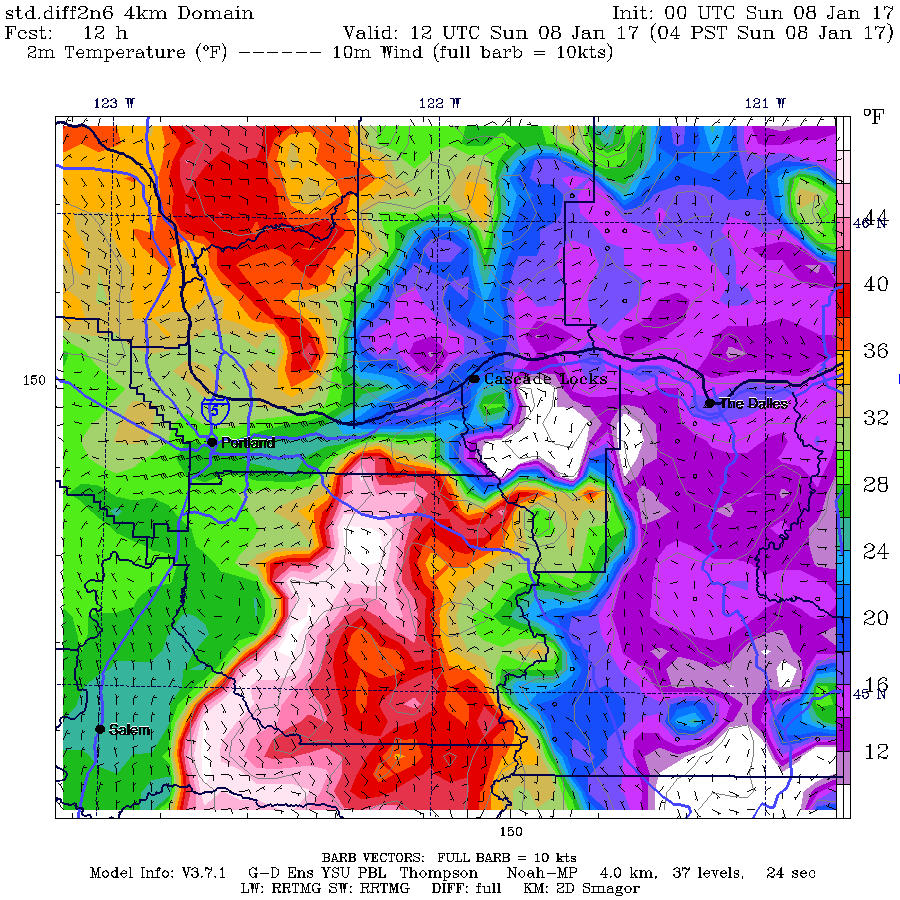 std.diff2n6 4km Domain Init: 00 UTC Sun 08 Jan 17
Fcst: 12 h Valid: 12 UTC Sun 08 Jan 17 (04 PST Sun 08 Jan 17)
2m Temperature (°F) ------- 10m Wind (full barb = 10kts)
123 W 122 W 121 W
°F
44
46 N
40
36
150
Cascade Locks
The Dalles
32
5
Portland
28
24
20
16
45 N
Salem
12
150
BARB VECTORS: FULL BARB = 10 kts
Model Info: V3.7.1 G-D Ens YSU PBL Thompson Noah-MP 4.0 km, 37 levels, 24 sec
LW: RRTMG SW: RRTMG DIFF: full KM: 2D Smagor